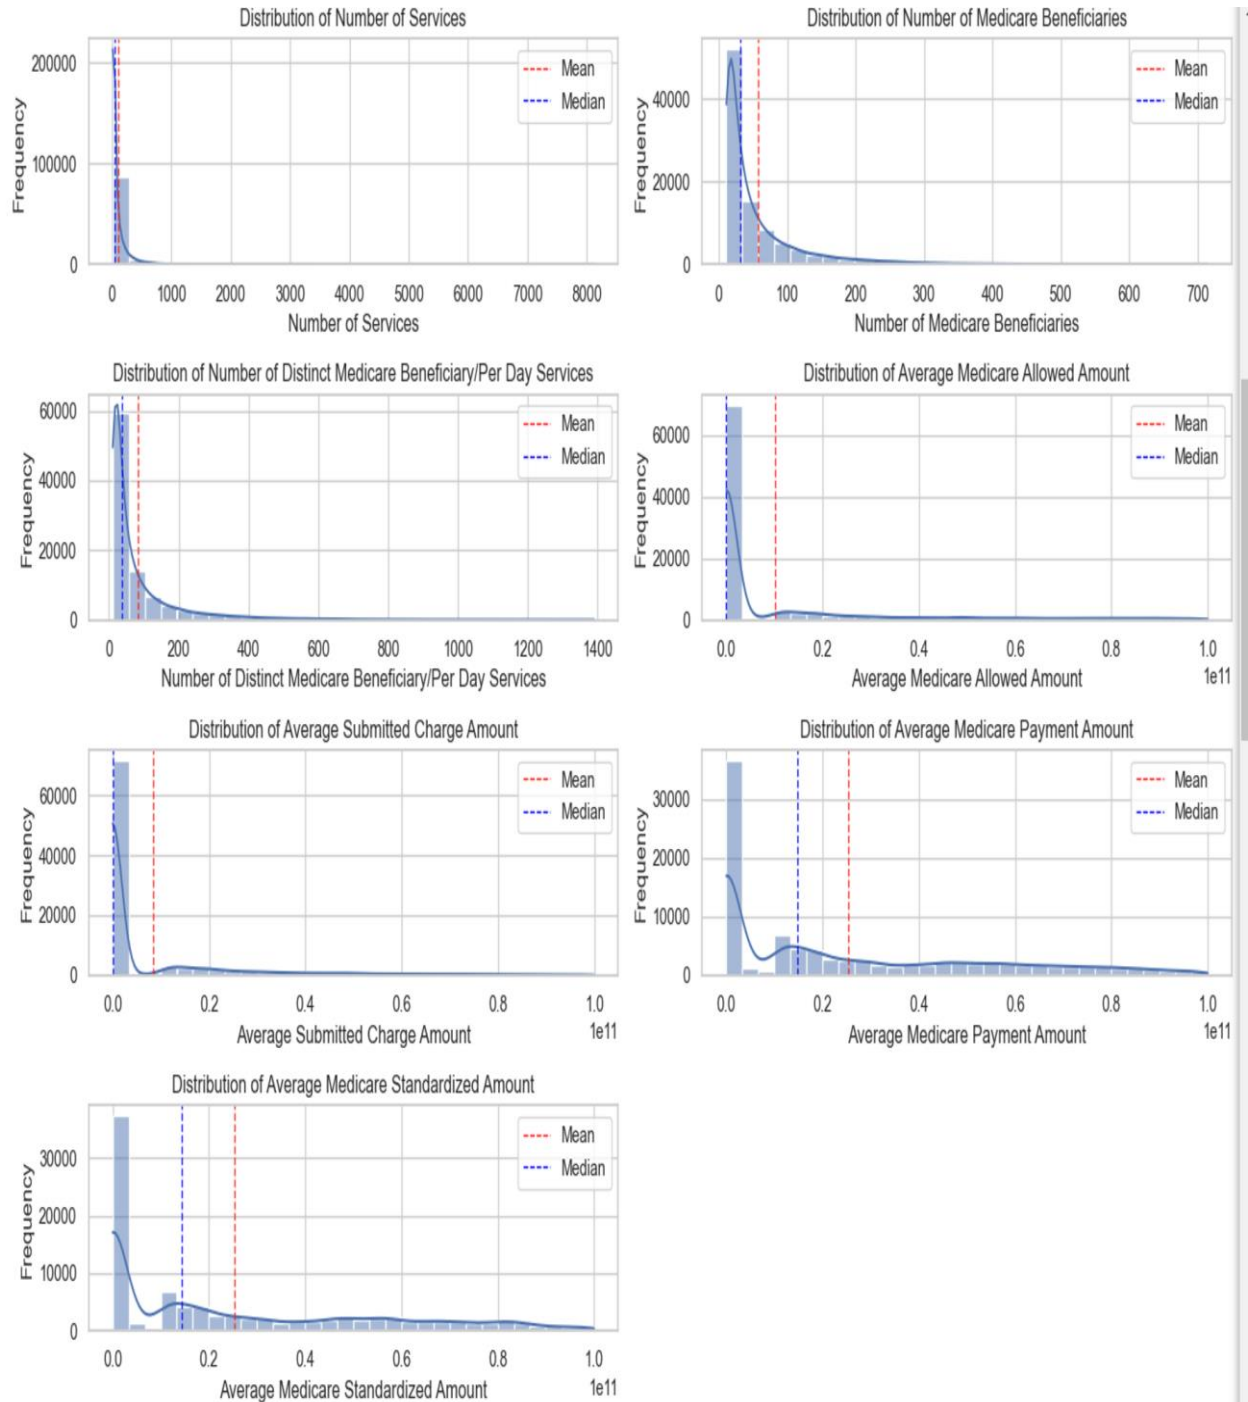 Distribution of Number of Services
Frequency
200000
100000
0
Mean
Median
0 1000 2000 3000 4000 5000 6000 7000 8000
Number of Services
Distribution of Number of Medicare Beneficiaries
Frequency
40000
20000
0
Mean
Median
0 100 200 300 400 500 600 700
Number of Medicare Beneficiaries
Distribution of Number of Distinct Medicare Beneficiary/Per Day Services
Frequency
60000
40000
20000
0
Mean
Median
0 200 400 600 800 1000 1200 1400
Number of Distinct Medicare Beneficiary/Per Day Services
Distribution of Average Medicare Allowed Amount
Frequency
60000
40000
20000
0
Mean
Median
0.0 0.2 0.4 0.6 0.8 1.0
1e11
Average Medicare Allowed Amount
Distribution of Average Submitted Charge Amount
Frequency
60000
40000
20000
0
Mean
Median
0.0 0.2 0.4 0.6 0.8 1.0
1e11
Average Submitted Charge Amount
Distribution of Average Medicare Payment Amount
Frequency
30000
20000
10000
0
Mean
Median
0.0 0.2 0.4 0.6 0.8 1.0
1e11
Average Medicare Payment Amount
Distribution of Average Medicare Standardized Amount
Frequency
30000
20000
10000
0
Mean
Median
0.0 0.2 0.4 0.6 0.8 1.0
1e11
Average Medicare Standardized Amount